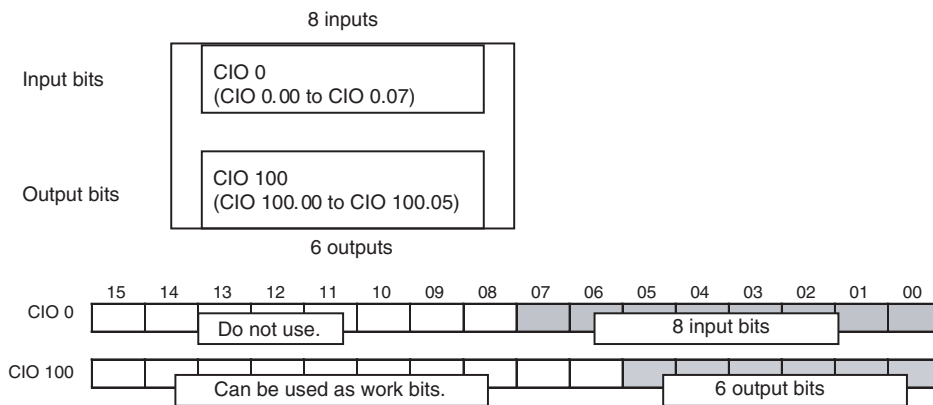 8 inputs
Input bits
CIO 0
(CIO 0.00 to CIO 0.07)
Output bits
CIO 100
(CIO 100.00 to CIO 100.05)
6 outputs
15 14 13 12 11 10 09 08 07 06 05 04 03 02 01 00
CIO 0
Do not use.
8 input bits
CIO 100
Can be used as work bits.
6 output bits